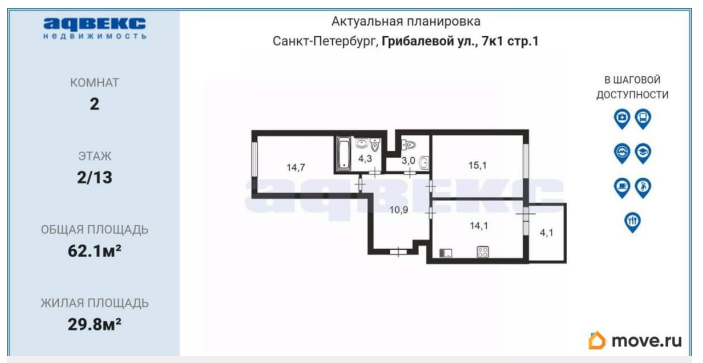 адвекс
недвижимость
КОМНАТ
2
ЭТАЖ
2/13
ОБЩАЯ ПЛОЩАДЬ
62.1м²
ЖИЛАЯ ПЛОЩАДЬ
29.8м²
Актуальная планировка
Санкт-Петербург, Грибалевой ул., 7к1 стр.1
14,7
4,3
3,0
15,1
10,9
14,1
4,1
адвекс
В ШАГОВОЙ
ДОСТУПНОСТИ
move.ru